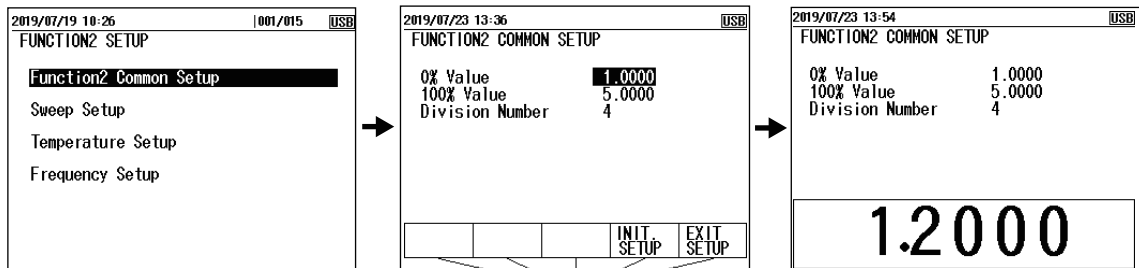 2019/07/19 10:26 001/015 USB
FUNCTION2 SETUP
Function2 Common Setup
Sweep Setup
Temperature Setup
Frequency Setup
2019/07/23 13:36 USB
FUNCTION2 COMMON SETUP
0% Value 1.0000
100% Value 5.0000
Division Number 4
INIT. SETUP EXIT SETUP
2019/07/23 13:54 USB
FUNCTION2 COMMON SETUP
0% Value 1.0000
100% Value 5.0000
Division Number 4
1.2000